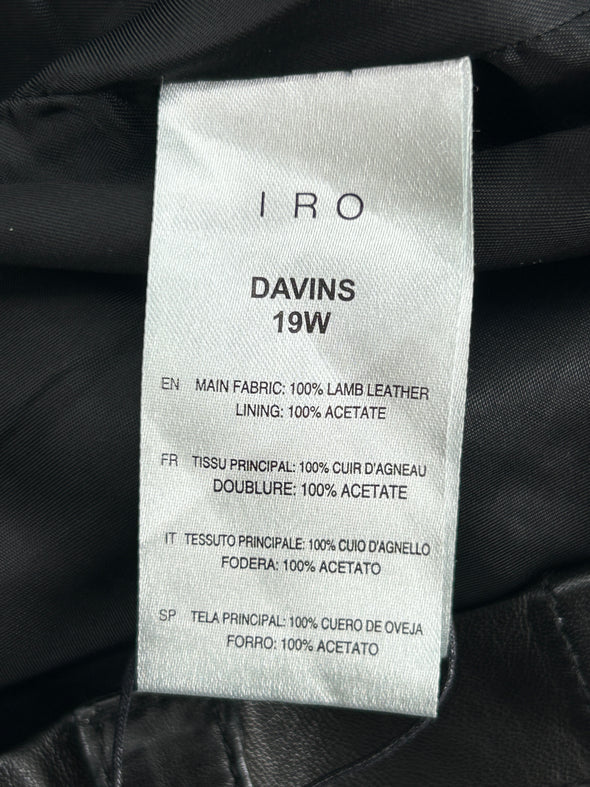 IRO
DAVINS
19W
EN MAIN FABRIC: 100% LAMB LEATHER
LINING: 100% ACETATE
FR TISSU PRINCIPAL: 100% CUIR D'AGNEAU
DOUBLURE: 100% ACETATE
IT TESSUTO PRINCIPALE: 100% CUIO D'AGNELLO
FODERA: 100% ACETATO
SP TELA PRINCIPAL: 100% CUERO DE OVEJA
FORRO: 100% ACETATO